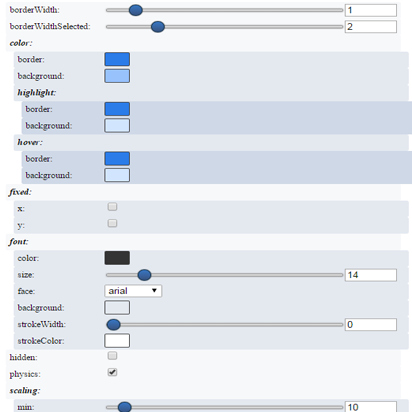 borderWidth: 1
borderWidthSelected: 2
color:
border:
background:
highlight:
border:
background:
hover:
border:
background:
fixed:
x:
y:
font:
color:
size: 14
face: arial
background:
strokeWidth: 0
strokeColor:
hidden:
physics:
scaling:
min: 10